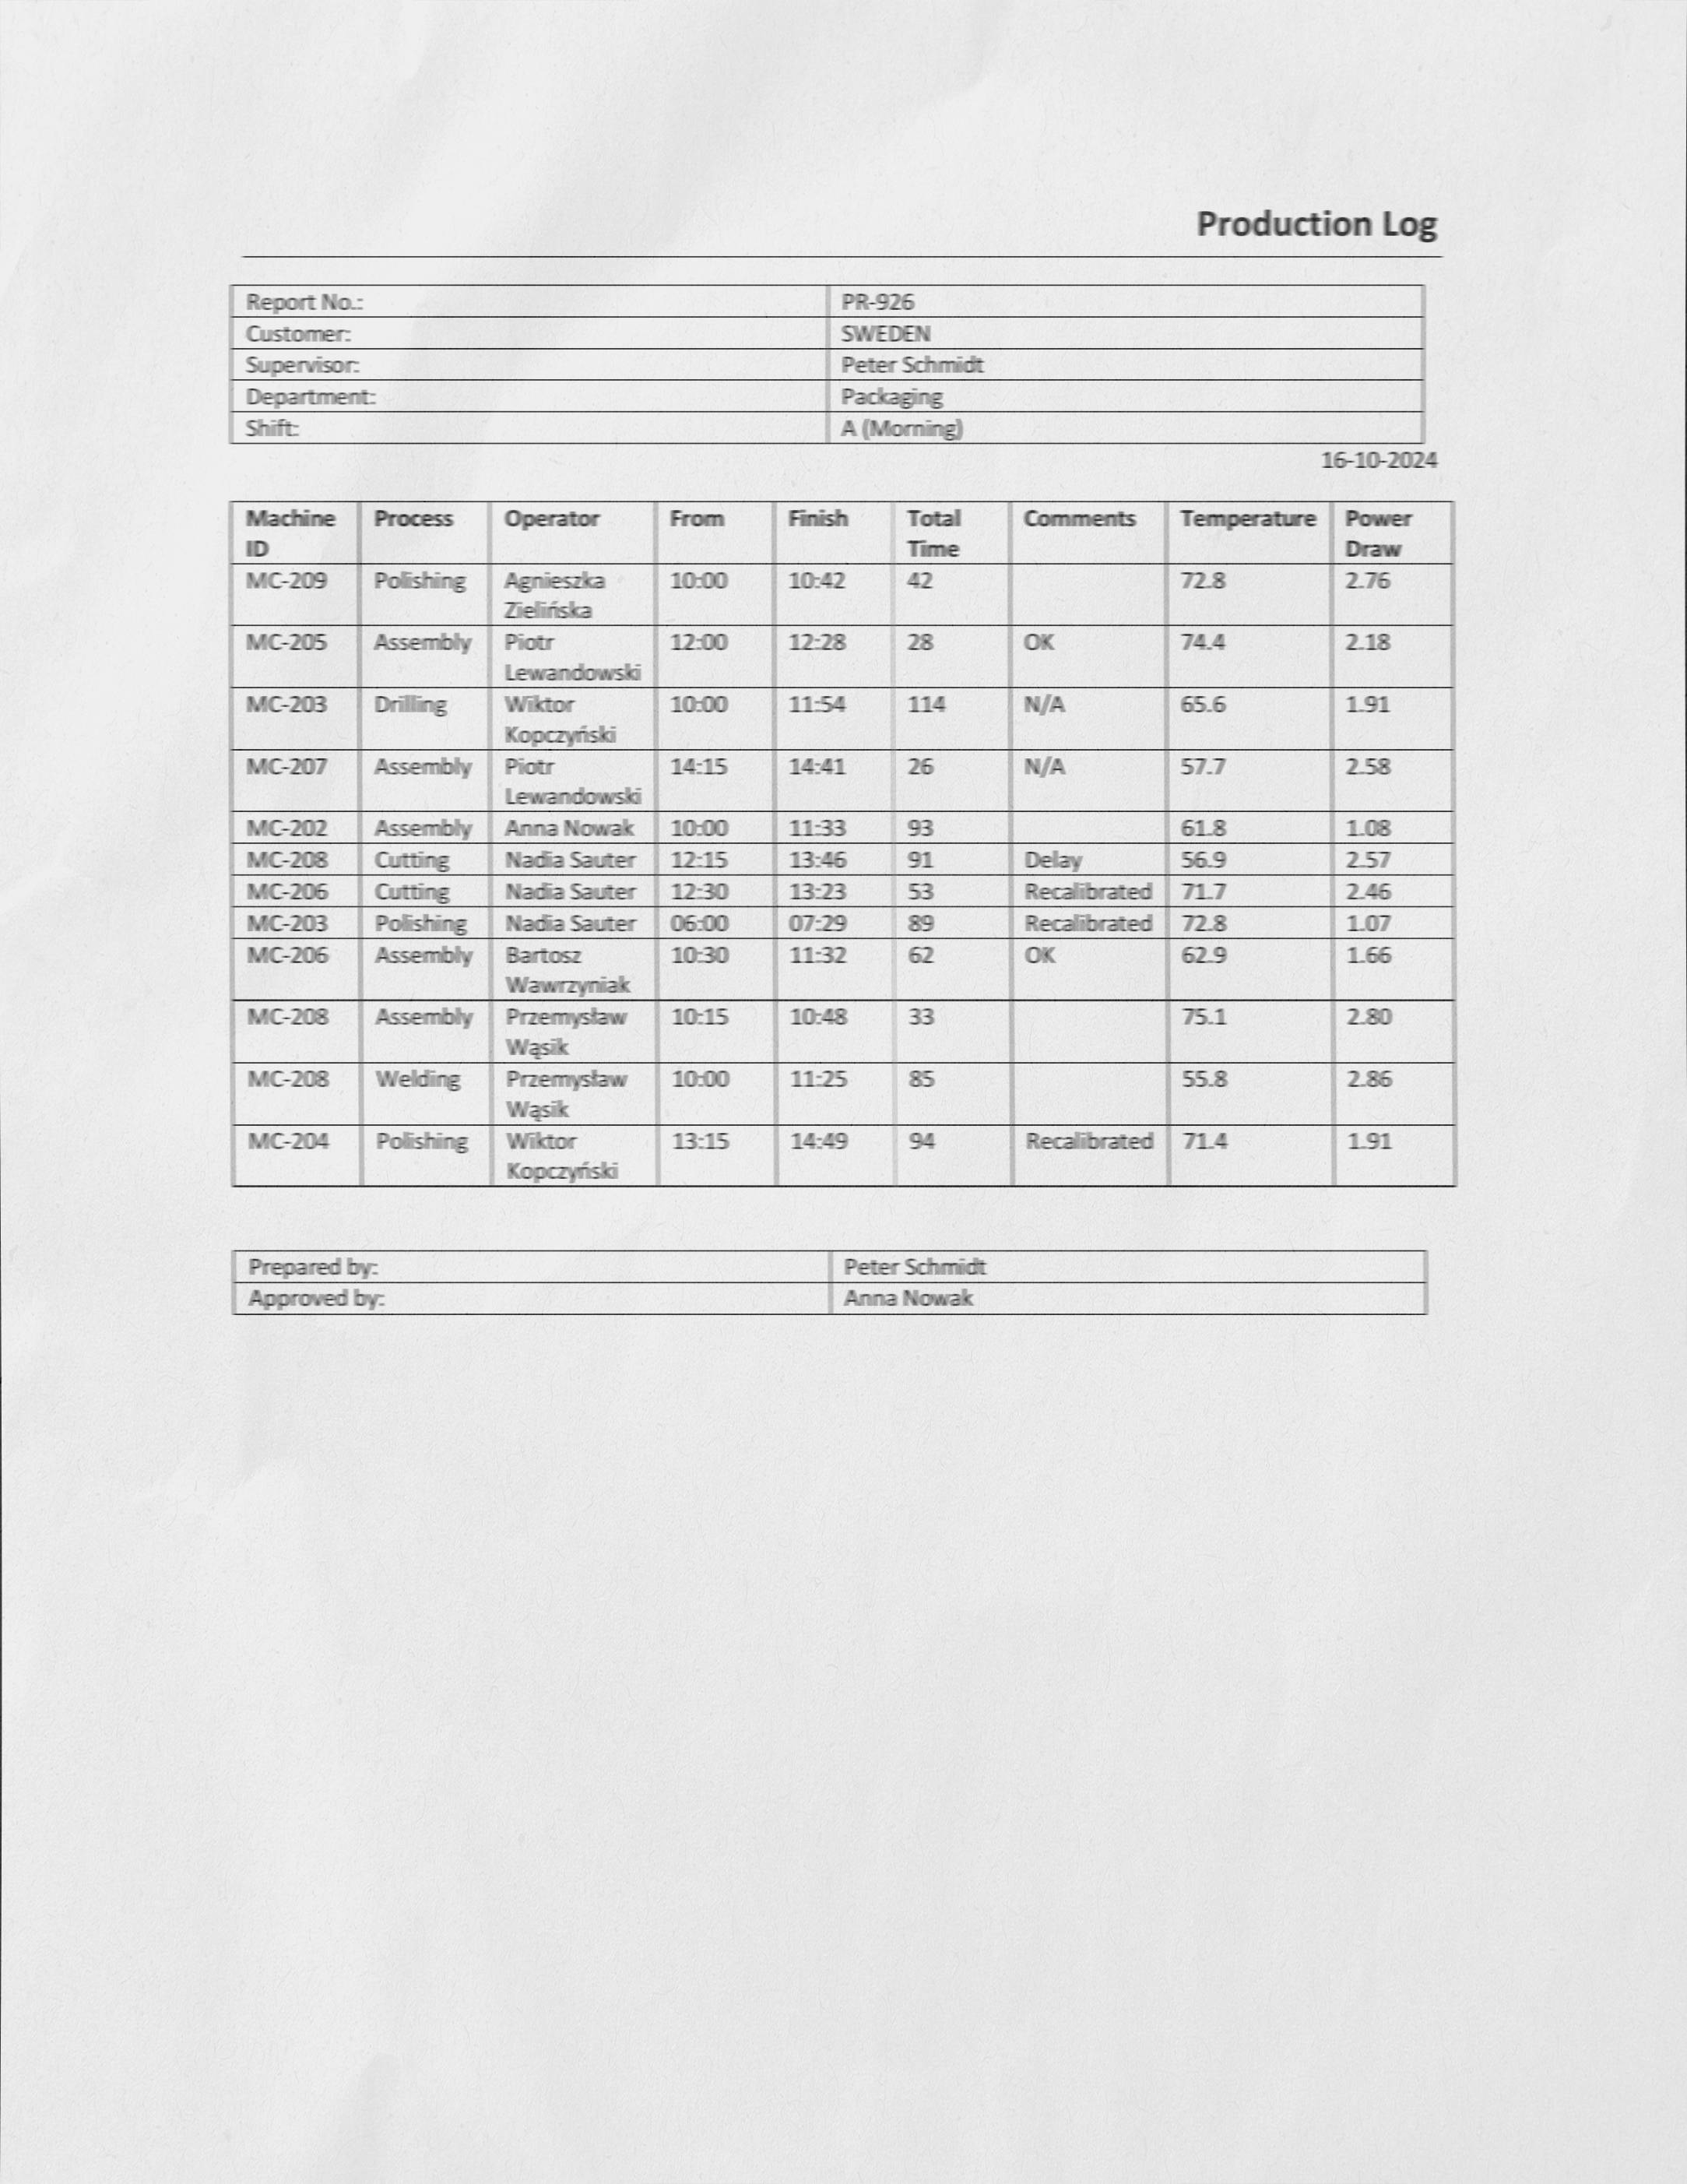 Production Log
Report No.: PR-926
Customer: SWEDEN
Supervisor: Peter Schmidt
Department: Packaging
Shift: A (Morning)
16-10-2024
Machine ID Process Operator From Finish Total Time Comments Temperature Power Draw
MC-209 Polishing Agnieszka Zielińska 10:00 10:42 42 72.8 2.76
MC-205 Assembly Piotr Lewandowski 12:00 12:28 28 OK 74.4 2.18
MC-203 Drilling Wiktor Kopczyński 10:00 11:54 114 N/A 65.6 1.91
MC-207 Assembly Piotr Lewandowski 14:15 14:41 26 N/A 57.7 2.58
MC-202 Assembly Anna Nowak 10:00 11:33 93 61.8 1.08
MC-208 Cutting Nadia Sauter 12:15 13:46 91 Delay 56.9 2.57
MC-206 Cutting Nadia Sauter 12:30 13:23 53 Recalibrated 71.7 2.46
MC-203 Polishing Nadia Sauter 06:00 07:29 89 Recalibrated 72.8 1.07
MC-206 Assembly Bartosz Wawrzyniak 10:30 11:32 62 OK 62.9 1.66
MC-208 Assembly Przemysław Wąsik 10:15 10:48 33 75.1 2.80
MC-208 Welding Przemysław Wąsik 10:00 11:25 85 55.8 2.86
MC-204 Polishing Wiktor Kopczyński 13:15 14:49 94 Recalibrated 71.4 1.91
Prepared by: Peter Schmidt
Approved by: Anna Nowak